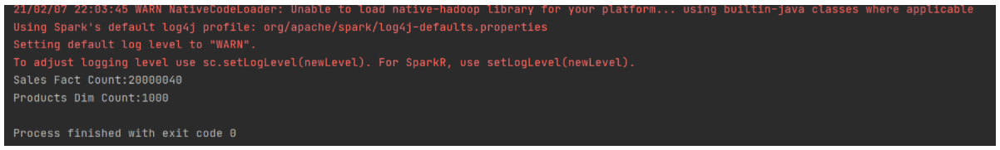 21/02/07 22:03:45 WARN NativeCodeLoader: Unable to load native-hadoop library for your platform... using builtin-java classes where applicable
Using Spark's default log4j profile: org/apache/spark/log4j-defaults.properties
Setting default log level to "WARN".
To adjust logging level use sc.setLogLevel(newLevel). For SparkR, use setLogLevel(newLevel).
Sales Fact Count:20000040
Products Dim Count:1000
Process finished with exit code 0